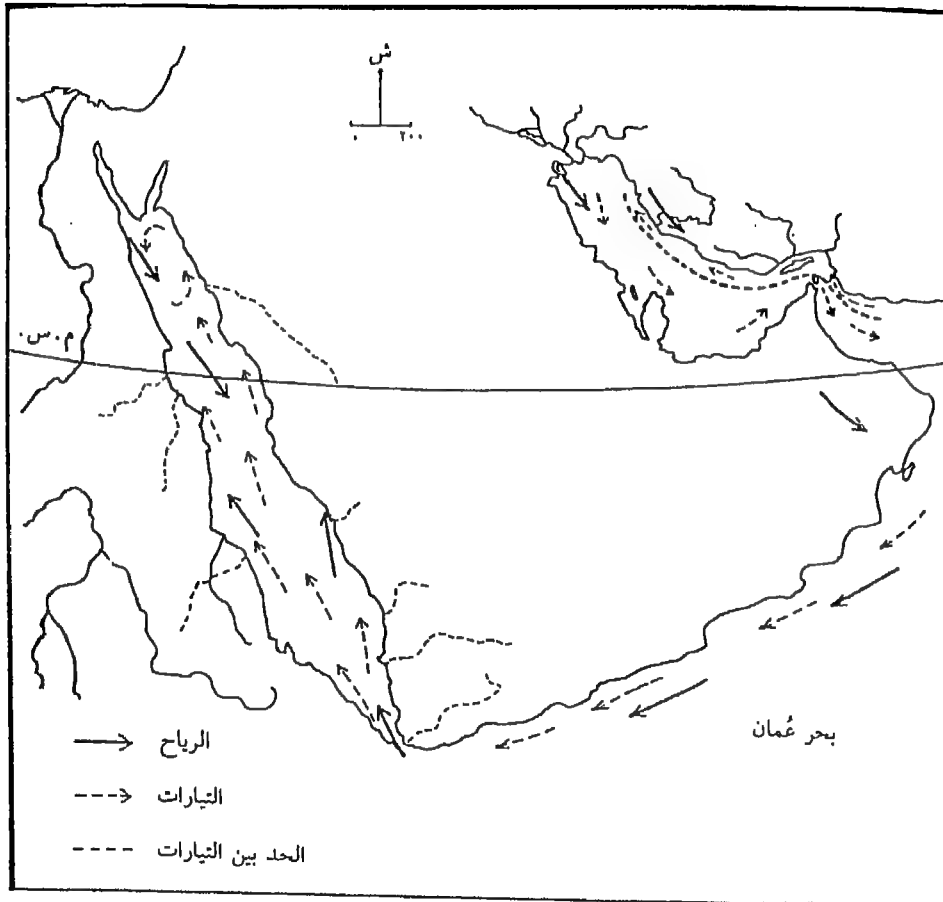 ش
٠ ٢٠٠
م.س.
بحر عُمان
الرياح
التيارات
الحد بين التيارات